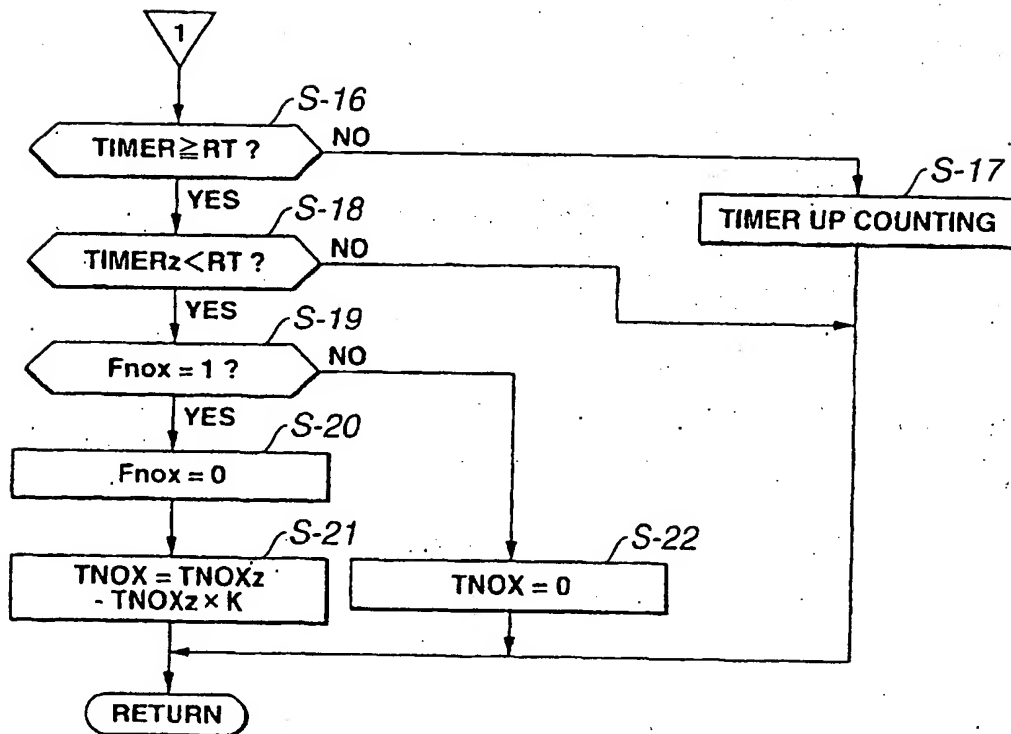 1
S-16
TIMER≧RT ?
NO
YES
S-17
TIMER UP COUNTING
S-18
TIMERz<RT ?
NO
YES
S-19
Fnox = 1 ?
NO
YES
S-20
Fnox = 0
S-21
TNOX = TNOXz
- TNOXz × K
S-22
TNOX = 0
RETURN